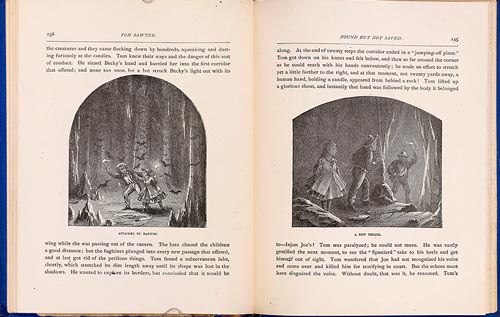 238 TOM SAWYER.
the creatures and they came flocking down by hundreds, squeaking and dart-
ing furiously at the candles. Tom knew their ways and the danger of this sort
of conduct. He seized Becky's hand and hurried her into the first corridor
that offered; and none too soon, for a bat struck Becky's light out with its
ATTACKED BY NATIVES.
wing while she was passing out of the cavern. The bats chased the children
a good distance; but the fugitives plunged into every new passage that offered,
and at last got rid of the perilous things. Tom found a subterranean lake,
shortly, which stretched its dim length away until its shape was lost in the
shadows. He wanted to explore its borders, but concluded that it would be
FOUND BUT NOT SAVED. 245
along. At the end of twenty steps the corridor ended in a "jumping-off place."
Tom got down on his knees and felt below, and then as far around the corner
as he could reach with his hands conveniently; he made an effort to stretch
yet a little further to the right, and at that moment, not twenty yards away, a
human hand, holding a candle, appeared from behind a rock! Tom lifted up
a glorious shout, and instantly that hand was followed by the body it belonged
A NEW TERROR.
to—Injun Joe's! Tom was paralyzed; he could not move. He was vastly
gratified the next moment, to see the "Spaniard" take to his heels and get
himself out of sight. Tom wondered that Joe had not recognized his voice
and come over and killed him for testifying in court. But the echoes must
have disguised the voice. Without doubt, that was it, he reasoned. Tom's